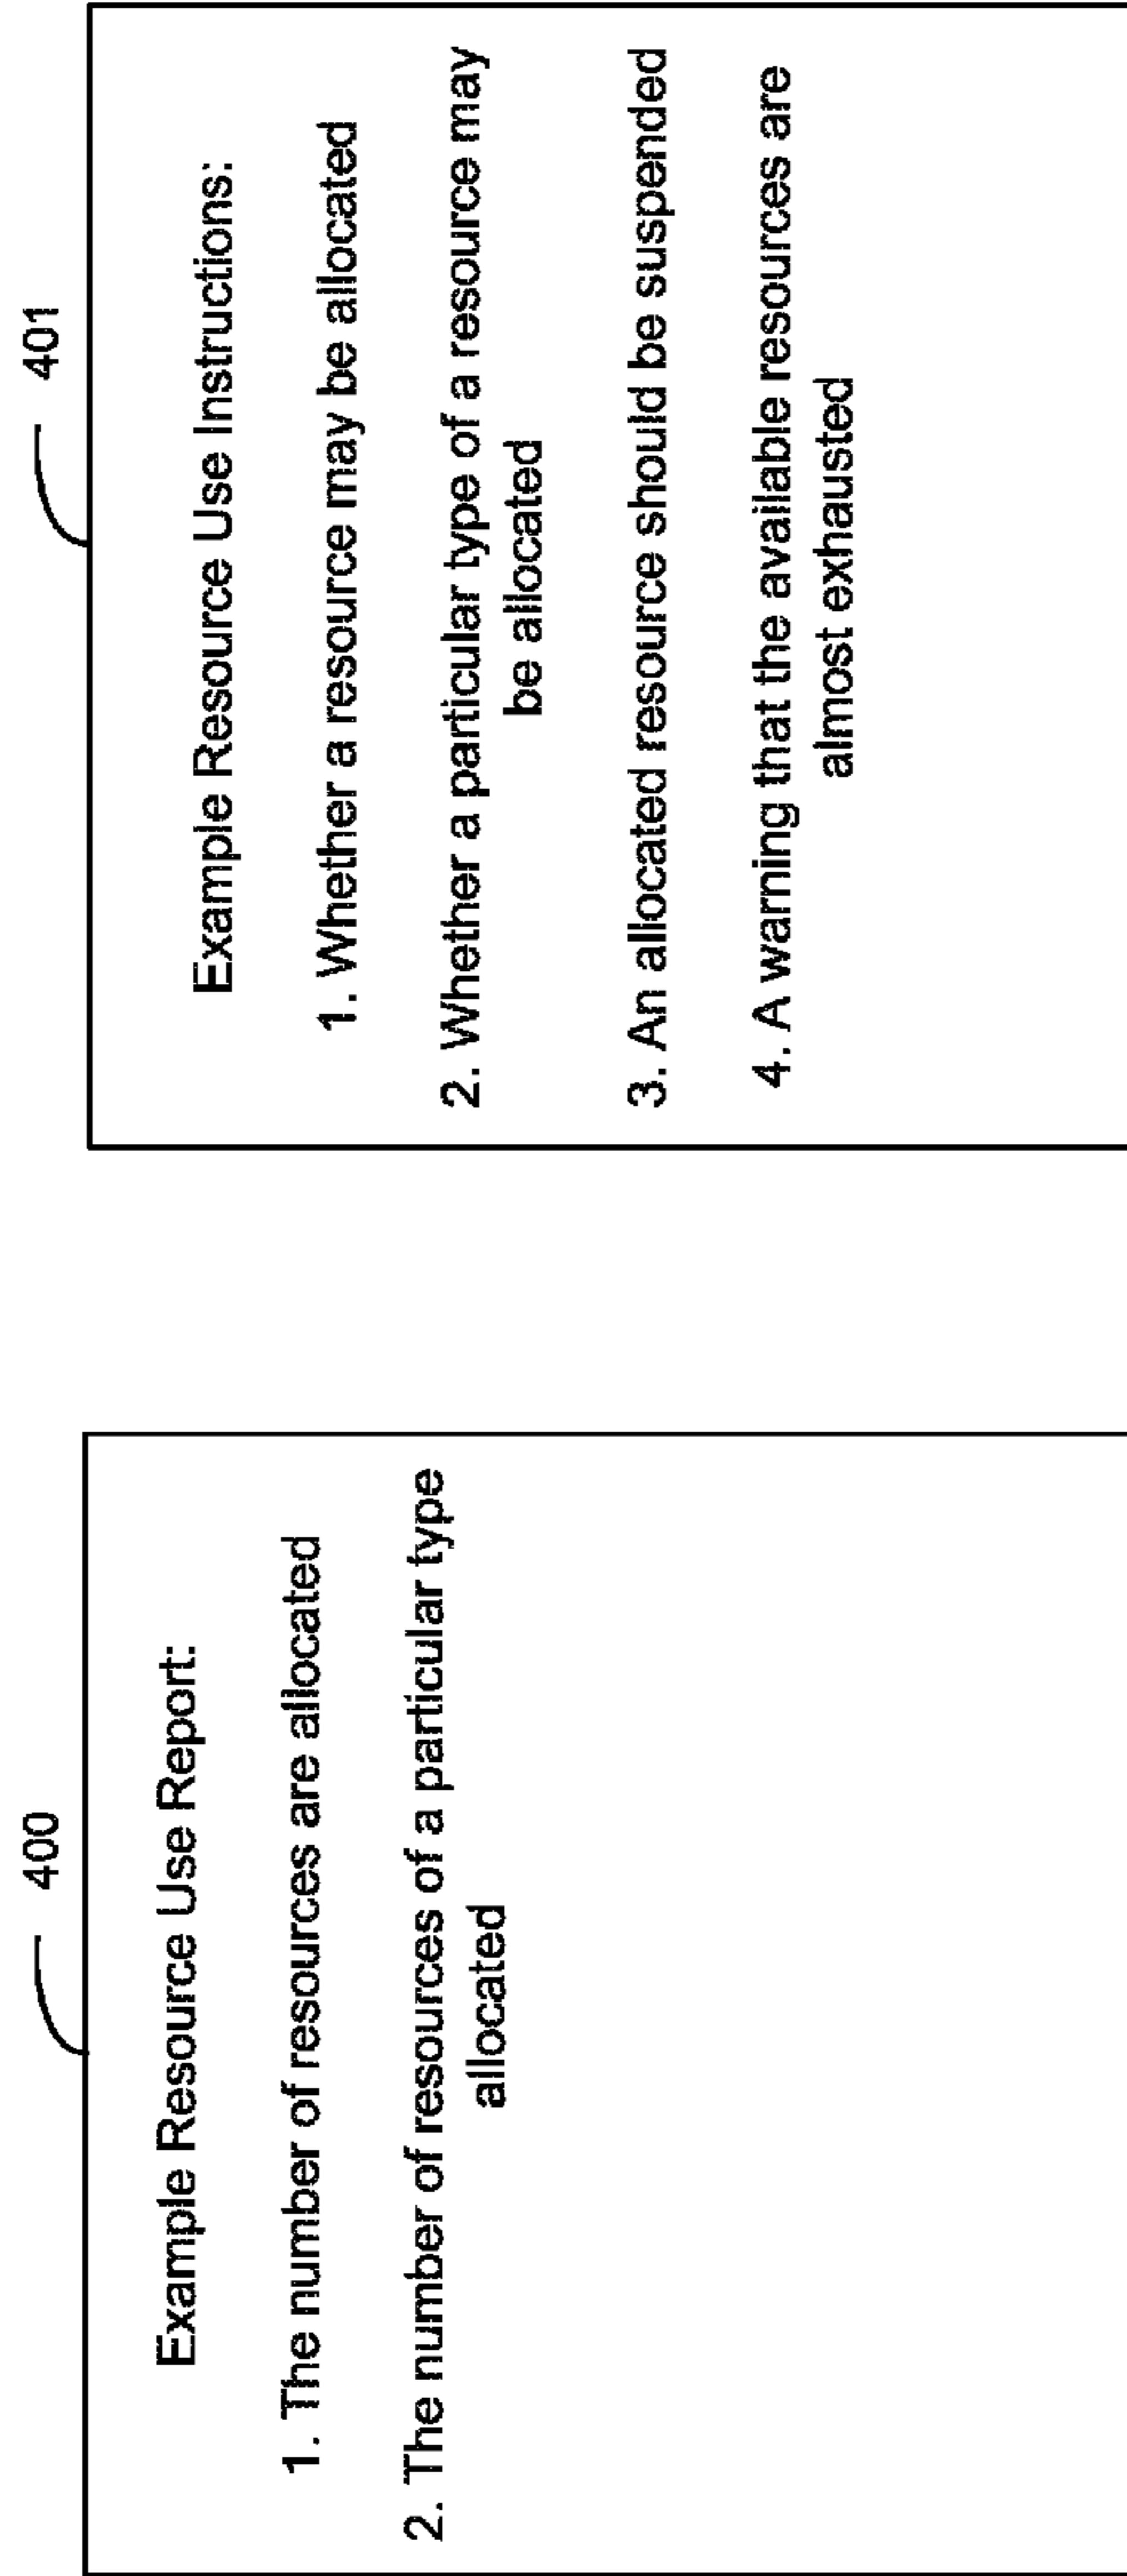 400
Example Resource Use Report:
1. The number of resources are allocated
2. The number of resources of a particular type
allocated
401
Example Resource Use Instructions:
1. Whether a resource may be allocated
2. Whether a particular type of a resource may
be allocated
3. An allocated resource should be suspended
4. A warning that the available resources are
almost exhausted